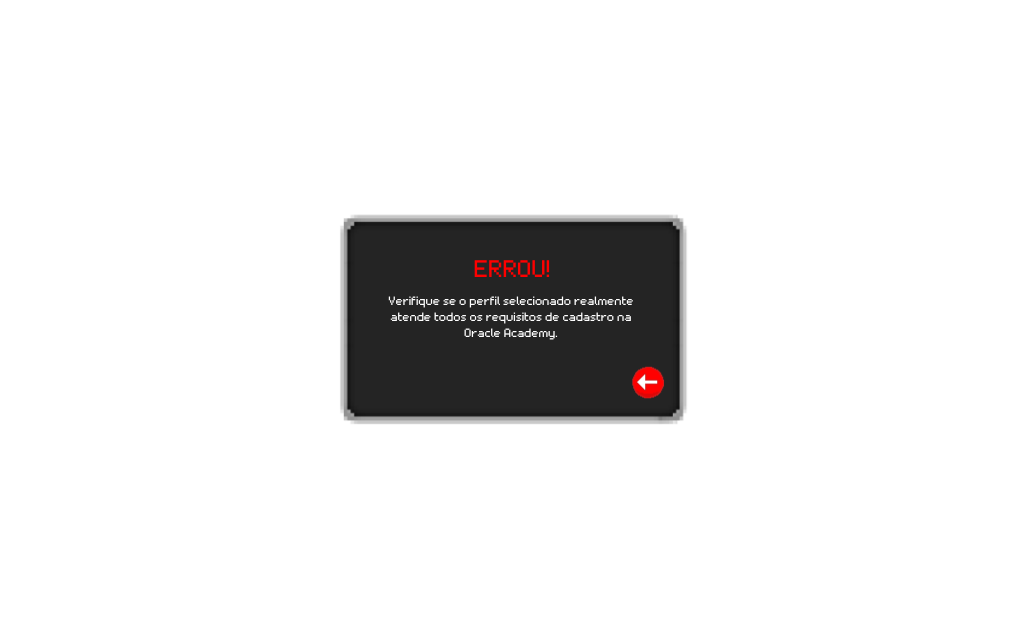 ERROU!
Verifique se o perfil selecionado realmente
atende todos os requisitos de cadastro na
Oracle Academy.